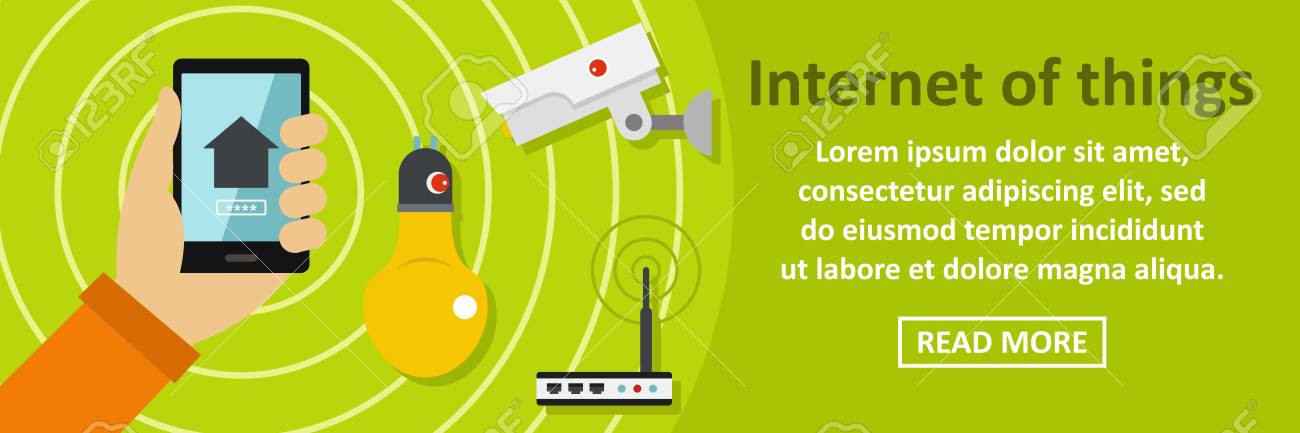 Internet of things
Lorem ipsum dolor sit amet,
consectetur adipiscing elit, sed
do eiusmod tempor incididunt
ut labore et dolore magna aliqua.
READ MORE
****
123RF